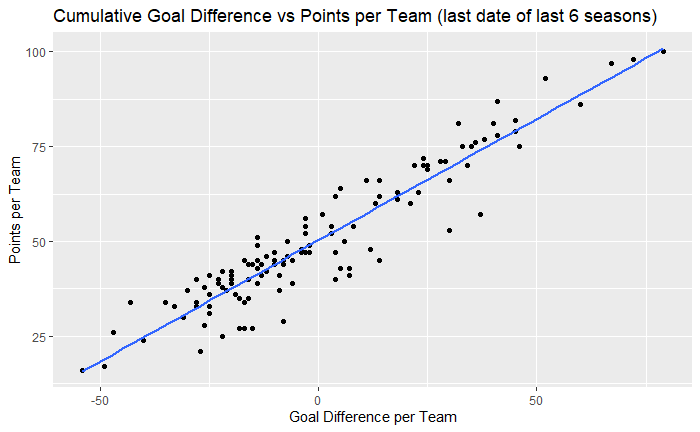 Cumulative Goal Difference vs Points per Team (last date of last 6 seasons)
100
75
50
25
Points per Team
-50
0
50
Goal Difference per Team